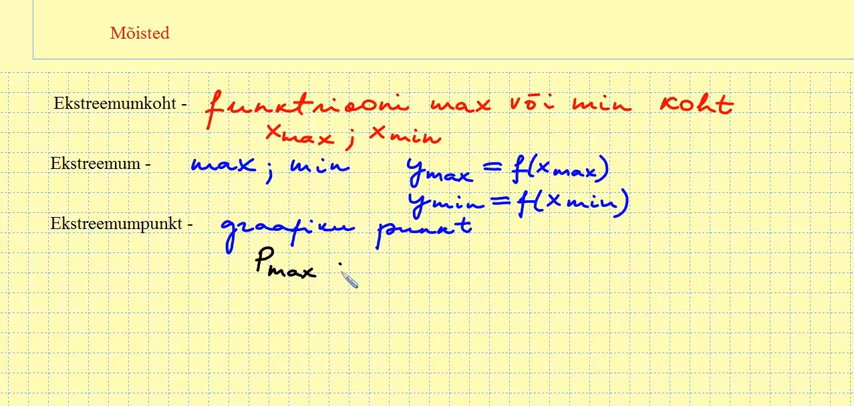 Mõisted
Ekstreemumkoht - funktsiooni max või min koht
xmax ; xmin
Ekstreemum - max ; min ymax = f(xmax)
ymin = f(xmin)
Ekstreemumpunkt - graafiku punkt
Pmax